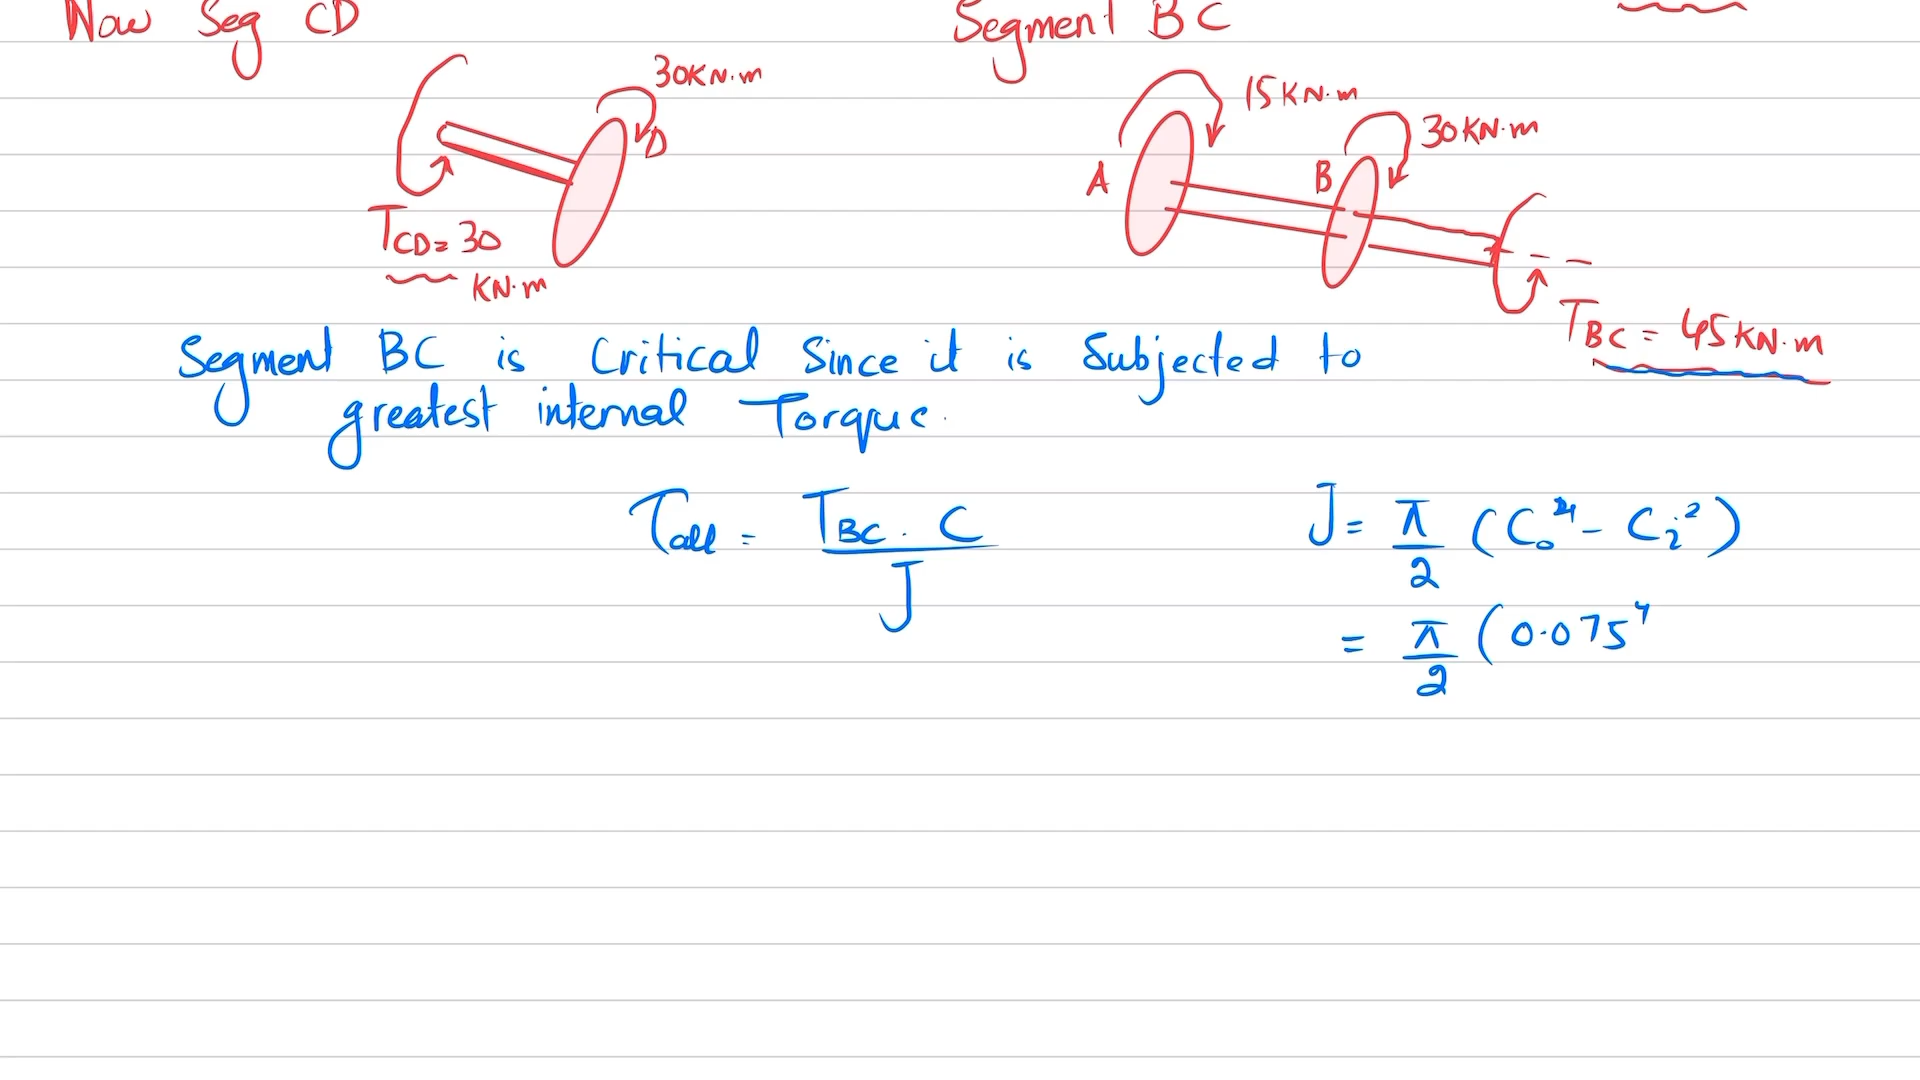 Now Seg CD
Segment BC
30KN.m
D
TCD = 30
KN.m
15KN.m
A
B
30KN.m
TBC = 45KN.m
Segment BC is Critical Since it is Subjected to
greatest internal Torque.
τall = TBC . C / J
J = π/2 (Co⁴ - Ci²)
= π/2 (0.075⁴